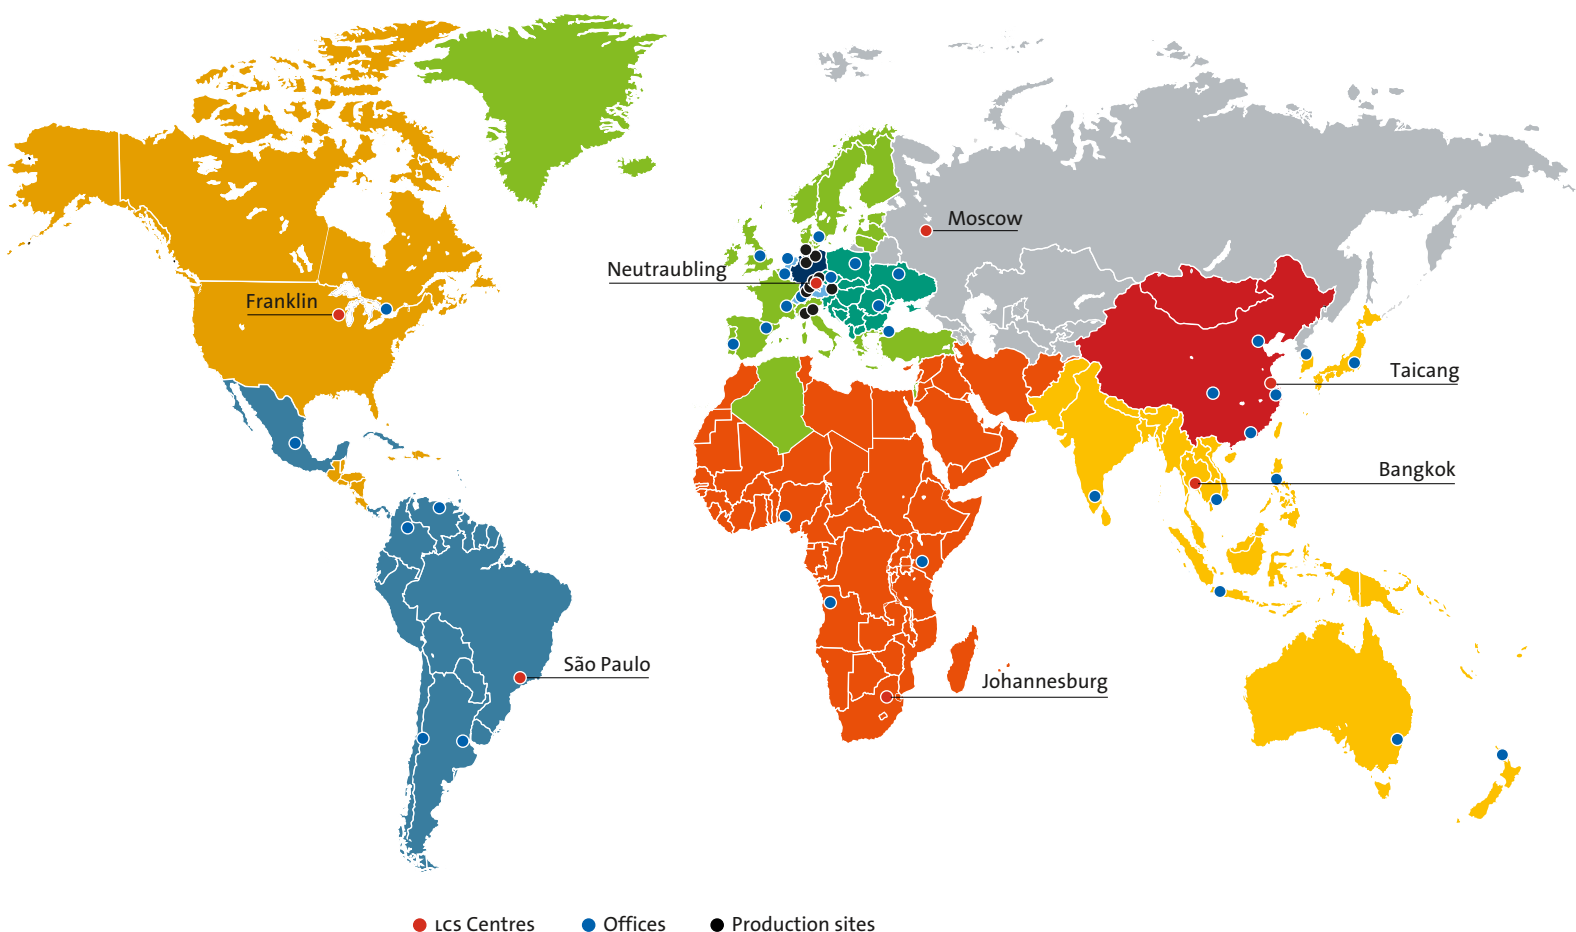 Moscow
Neutraubling
Franklin
Taicang
Bangkok
São Paulo
Johannesburg
LCS Centres
Offices
Production sites